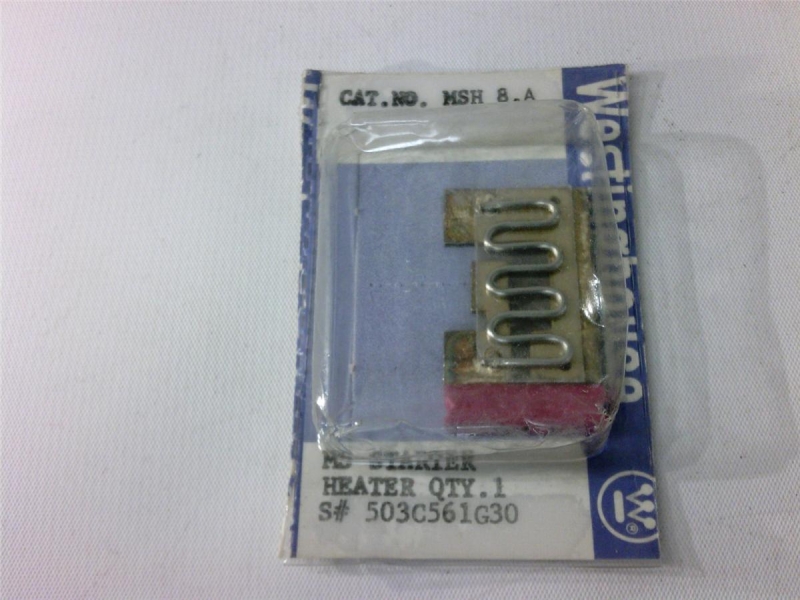 CAT.NO. MSH 8.A
Westinghouse
MS STARTER
HEATER QTY.1
S# 503C561G30
W